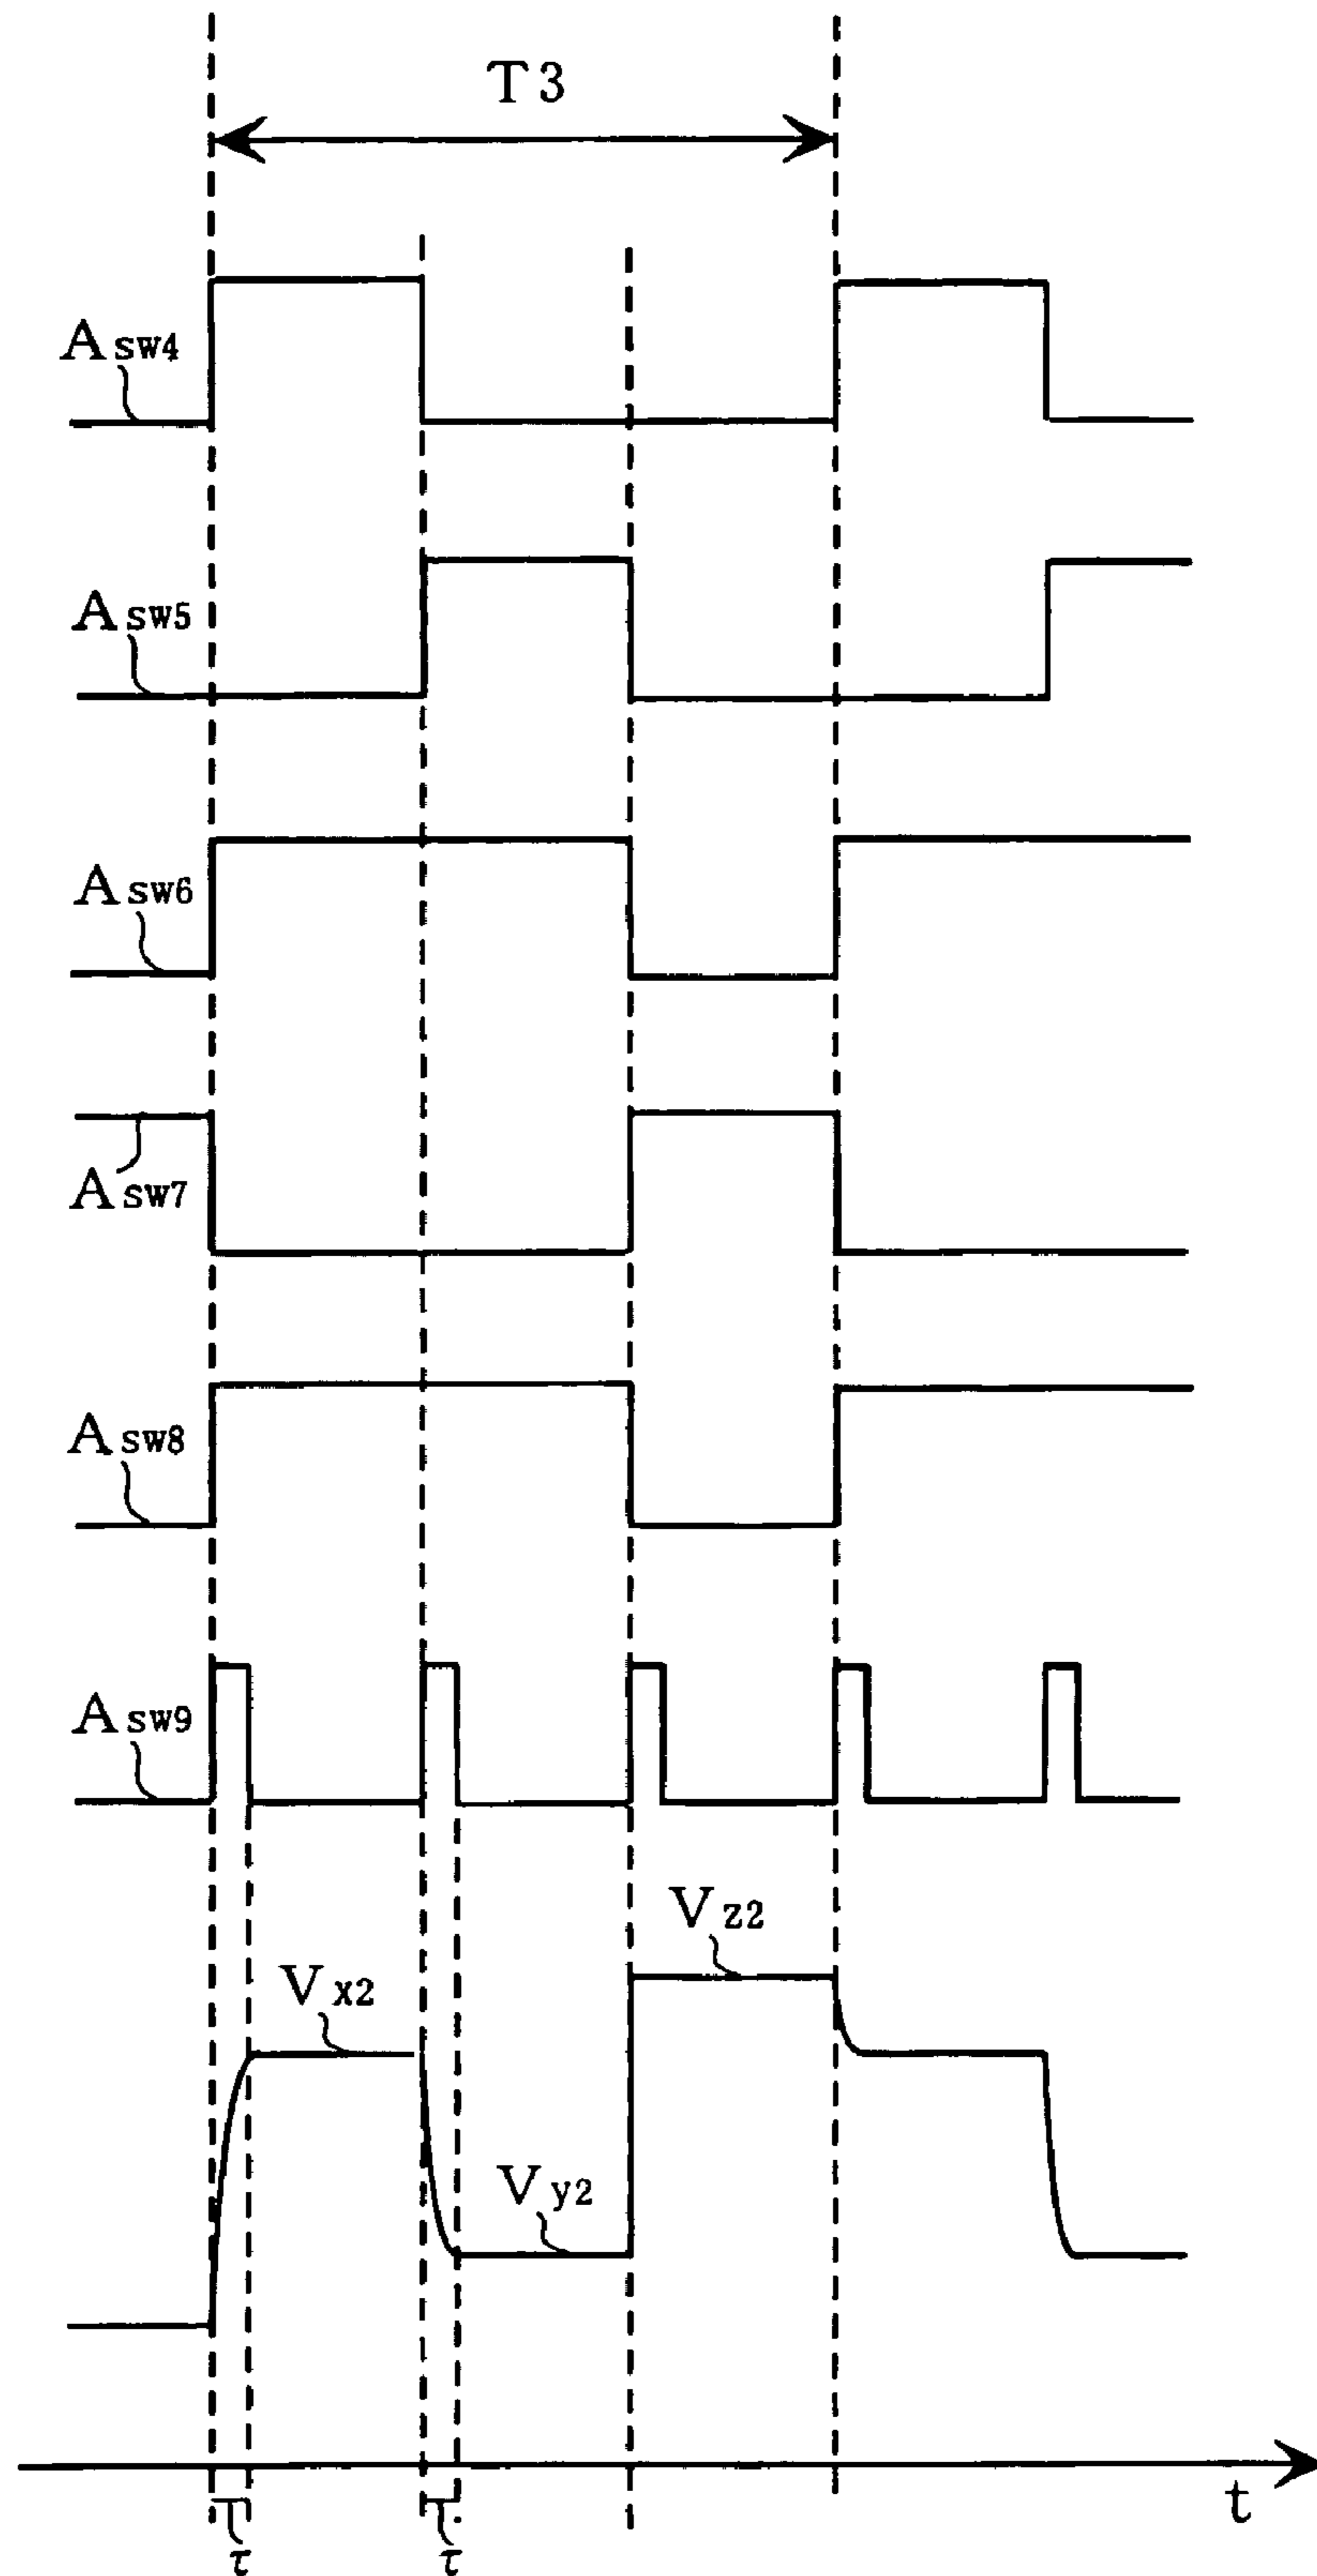 T3
Asw4
Asw5
Asw6
Asw7
Asw8
Asw9
Vz2
Vx2
Vy2
t
τ τ